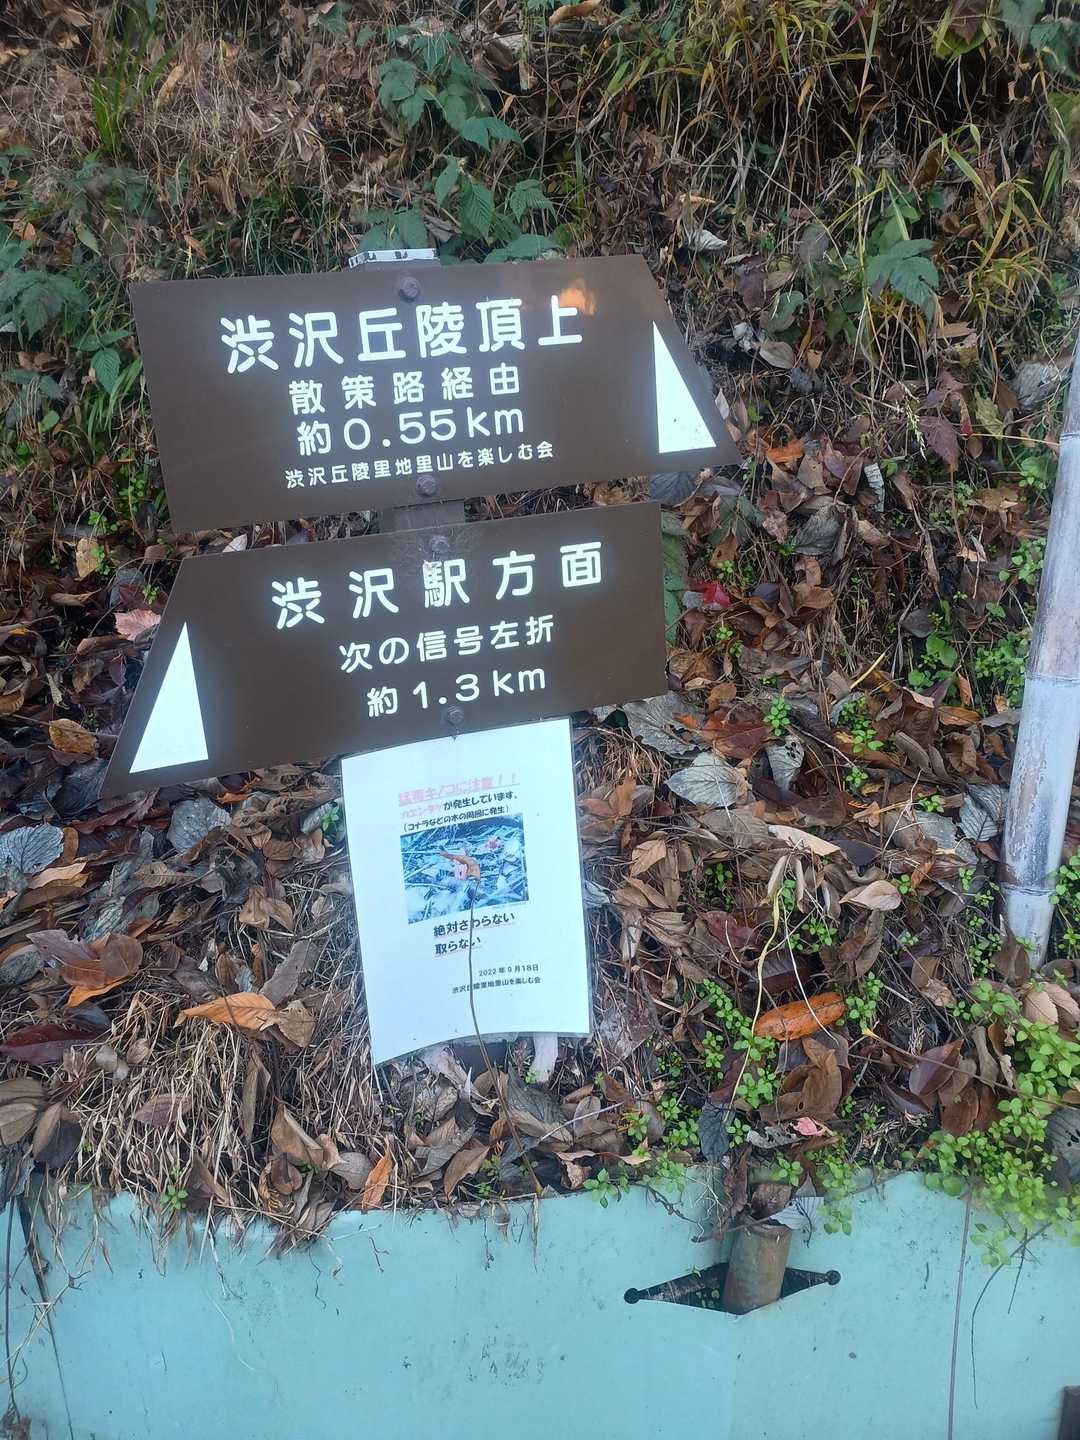 渋沢丘陵頂上
散策路経由
約0.55km
渋沢丘陵里地里山を楽しむ会
渋沢駅方面
次の信号左折
約1.3km
猛毒キノコに注意！！
カエンタケが発生しています。
（コナラなどの木の周囲に発生）
絶対さわらない
取らない
2022年9月18日
渋沢丘陵里地里山を楽しむ会